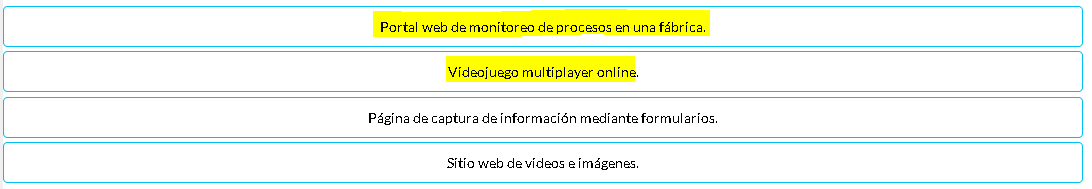 Portal web de monitoreo de procesos en una fábrica.
Videojuego multiplayer online.
Página de captura de información mediante formularios.
Sitio web de videos e imágenes.